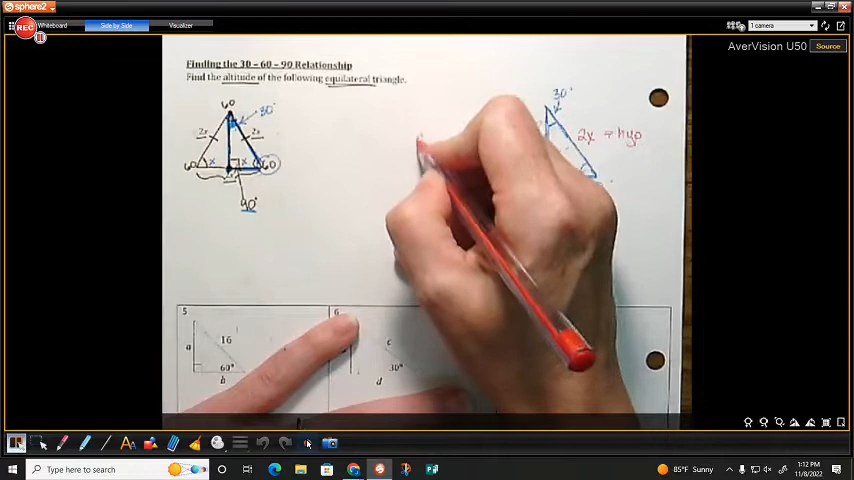 sphere2
REC
Whiteboard
Side by Side
Visualizer
1 camera
AverVision U50
Source
Finding the 30 – 60 – 90 Relationship
Find the altitude of the following equilateral triangle.
60
30°
2x
2x
60
x
x
60
90°
30°
2x = hyp
5
6
16
a
60°
b
c
30°
d
Type here to search
85°F Sunny
1:12 PM
11/8/2022